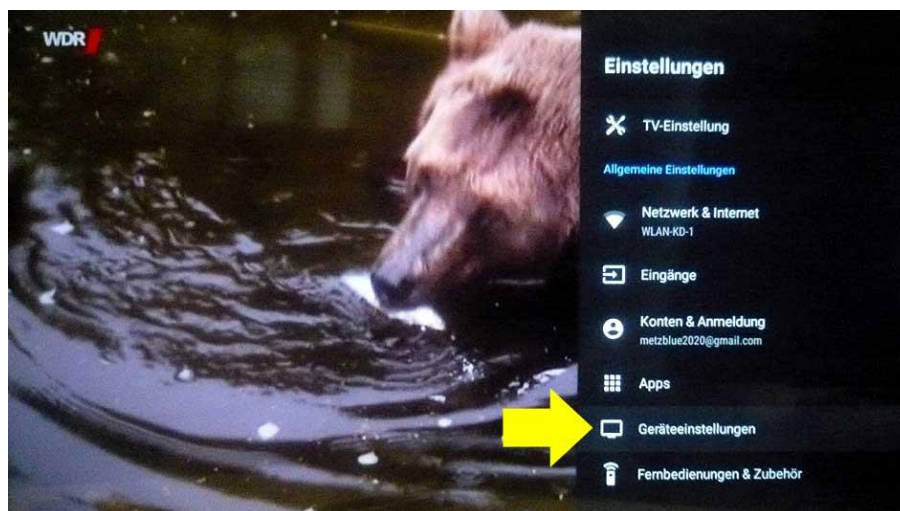 WDR
Einstellungen
TV-Einstellung
Allgemeine Einstellungen
Netzwerk & Internet
WLAN-KD-1
Eingänge
Konten & Anmeldung
metzblue2020@gmail.com
Apps
Geräteeinstellungen
Fernbedienungen & Zubehör